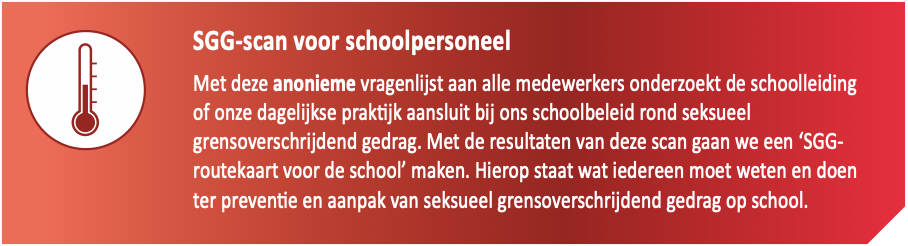 SGG-scan voor schoolpersoneel
Met deze anonieme vragenlijst aan alle medewerkers onderzoekt de schoolleiding
of onze dagelijkse praktijk aansluit bij ons schoolbeleid rond seksueel
grensoverschrijdend gedrag. Met de resultaten van deze scan gaan we een ‘SGG-
routekaart voor de school’ maken. Hierop staat wat iedereen moet weten en doen
ter preventie en aanpak van seksueel grensoverschrijdend gedrag op school.